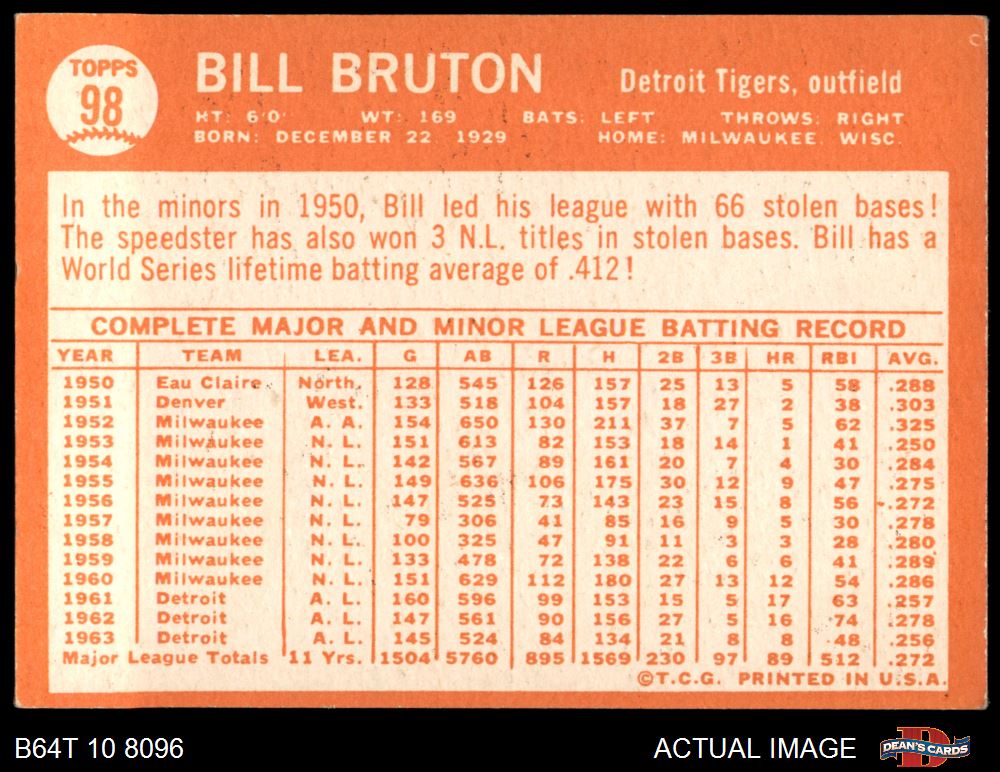 TOPPS
98
BILL BRUTON Detroit Tigers, outfield
HT: 6'0" WT: 169 BATS: LEFT THROWS: RIGHT
BORN: DECEMBER 22, 1929 HOME: MILWAUKEE, WISC.
In the minors in 1950, Bill led his league with 66 stolen bases!
The speedster has also won 3 N.L. titles in stolen bases. Bill has a
World Series lifetime batting average of .412!
COMPLETE MAJOR AND MINOR LEAGUE BATTING RECORD
YEAR TEAM LEA. G AB R H 2B 3B HR RBI AVG.
1950 Eau Claire North. 128 545 126 157 25 13 5 58 .288
1951 Denver West. 133 518 104 157 18 27 2 38 .303
1952 Milwaukee A. A. 154 650 130 211 37 7 5 62 .325
1953 Milwaukee N. L. 151 613 82 153 18 14 1 41 .250
1954 Milwaukee N. L. 142 567 89 161 20 7 4 30 .284
1955 Milwaukee N. L. 149 636 106 175 30 12 9 47 .275
1956 Milwaukee N. L. 147 525 73 143 23 15 8 56 .272
1957 Milwaukee N. L. 79 306 41 85 16 9 5 30 .278
1958 Milwaukee N. L. 100 325 47 91 11 3 3 28 .280
1959 Milwaukee N. L. 133 478 72 138 22 6 6 41 .289
1960 Milwaukee N. L. 151 629 112 180 27 13 12 54 .286
1961 Detroit A. L. 160 596 99 153 15 5 17 63 .257
1962 Detroit A. L. 147 561 90 156 27 5 16 74 .278
1963 Detroit A. L. 145 524 84 134 21 8 8 48 .256
Major League Totals 11 Yrs. 1504 5760 895 1569 230 97 89 512 .272
©T.C.G. PRINTED IN U.S.A.
B64T 10 8096 ACTUAL IMAGE DEAN'S CARDS